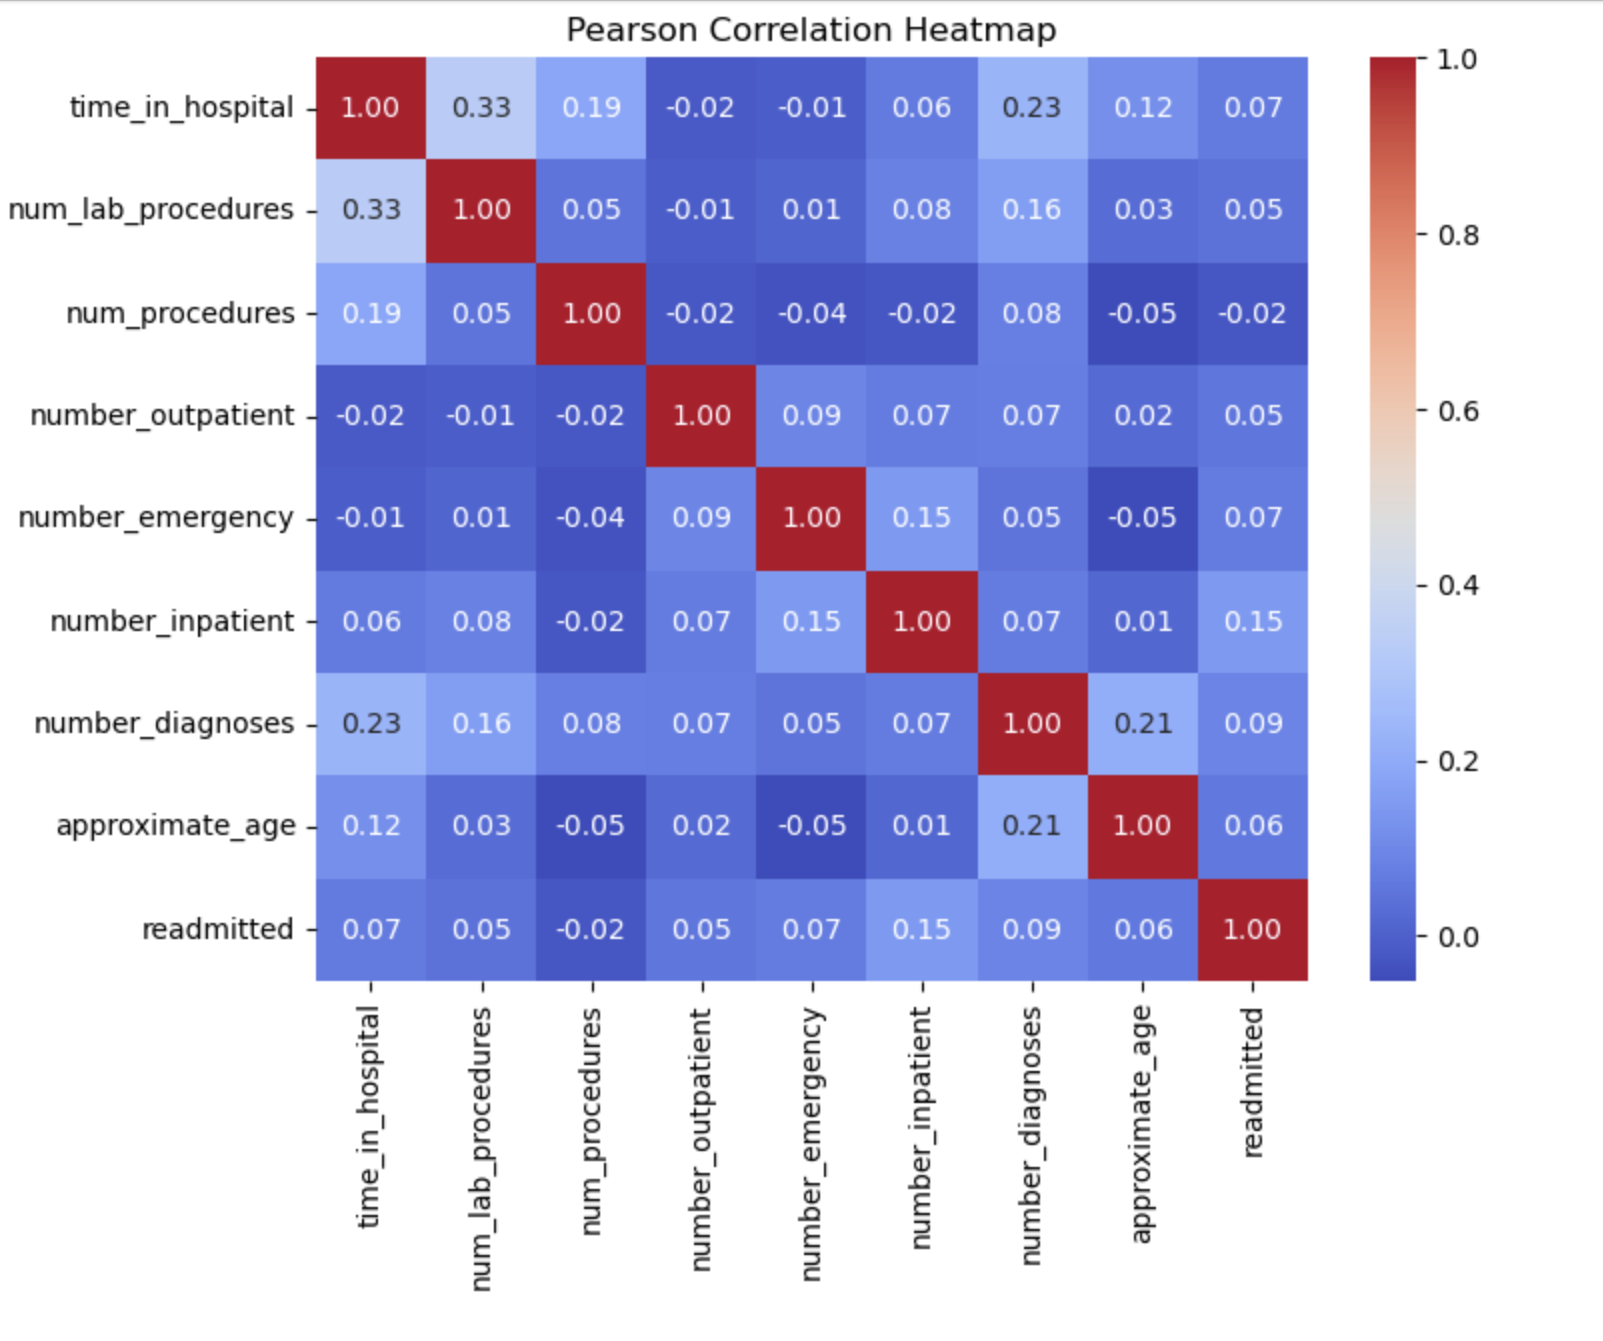 Pearson Correlation Heatmap
time_in_hospital 1.00 0.33 0.19 -0.02 -0.01 0.06 0.23 0.12 0.07
num_lab_procedures 0.33 1.00 0.05 -0.01 0.01 0.08 0.16 0.03 0.05
num_procedures 0.19 0.05 1.00 -0.02 -0.04 -0.02 0.08 -0.05 -0.02
number_outpatient -0.02 -0.01 -0.02 1.00 0.09 0.07 0.07 0.02 0.05
number_emergency -0.01 0.01 -0.04 0.09 1.00 0.15 0.05 -0.05 0.07
number_inpatient 0.06 0.08 -0.02 0.07 0.15 1.00 0.07 0.01 0.15
number_diagnoses 0.23 0.16 0.08 0.07 0.05 0.07 1.00 0.21 0.09
approximate_age 0.12 0.03 -0.05 0.02 -0.05 0.01 0.21 1.00 0.06
readmitted 0.07 0.05 -0.02 0.05 0.07 0.15 0.09 0.06 1.00
time_in_hospital
num_lab_procedures
num_procedures
number_outpatient
number_emergency
number_inpatient
number_diagnoses
approximate_age
readmitted
1.0
0.8
0.6
0.4
0.2
0.0